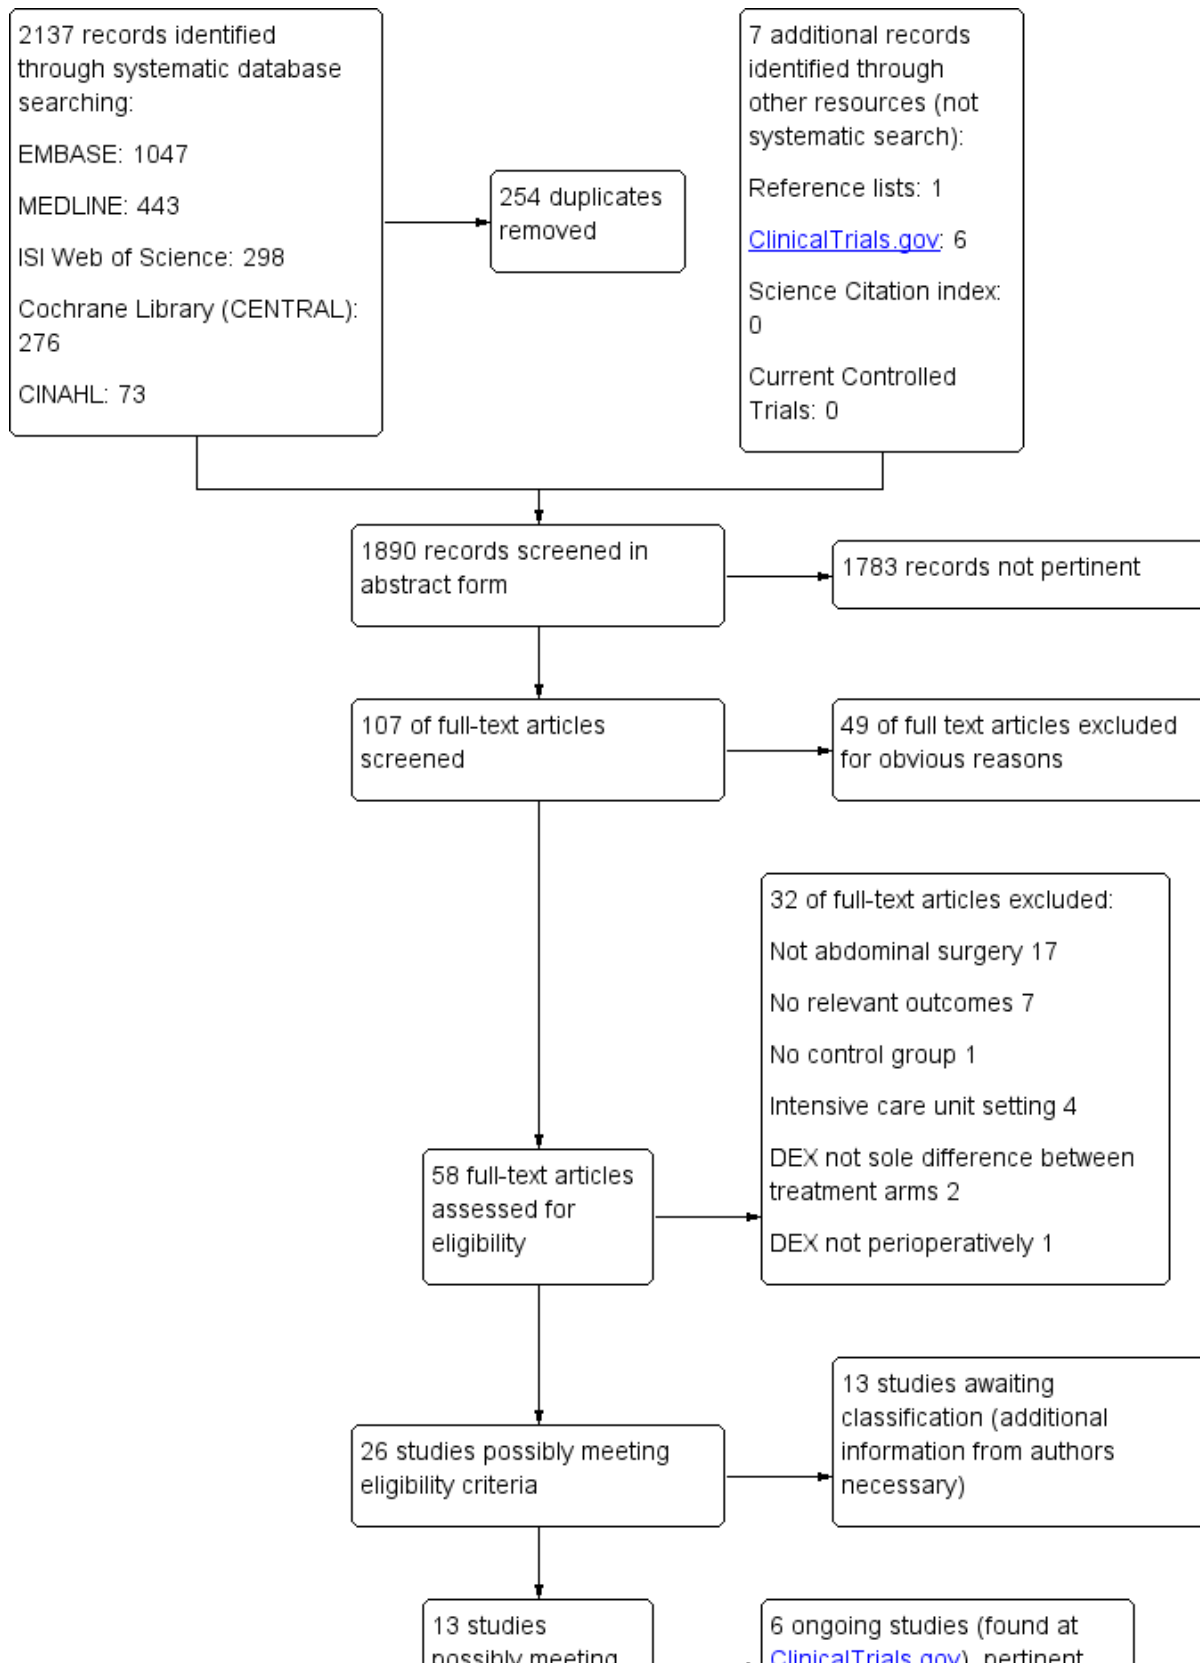 2137 records identified
through systematic database
searching:
EMBASE: 1047
MEDLINE: 443
ISI Web of Science: 298
Cochrane Library (CENTRAL):
276
CINAHL: 73
254 duplicates
removed
7 additional records
identified through
other resources (not
systematic search):
Reference lists: 1
ClinicalTrials.gov: 6
Science Citation index:
0
Current Controlled
Trials: 0
1890 records screened in
abstract form
1783 records not pertinent
107 of full-text articles
screened
49 of full text articles excluded
for obvious reasons
32 of full-text articles excluded:
Not abdominal surgery 17
No relevant outcomes 7
No control group 1
Intensive care unit setting 4
DEX not sole difference between
treatment arms 2
DEX not perioperatively 1
58 full-text articles
assessed for
eligibility
13 studies awaiting
classification (additional
information from authors
necessary)
26 studies possibly meeting
eligibility criteria
13 studies
possibly meeting
6 ongoing studies (found at
ClinicalTrials.gov), pertinent